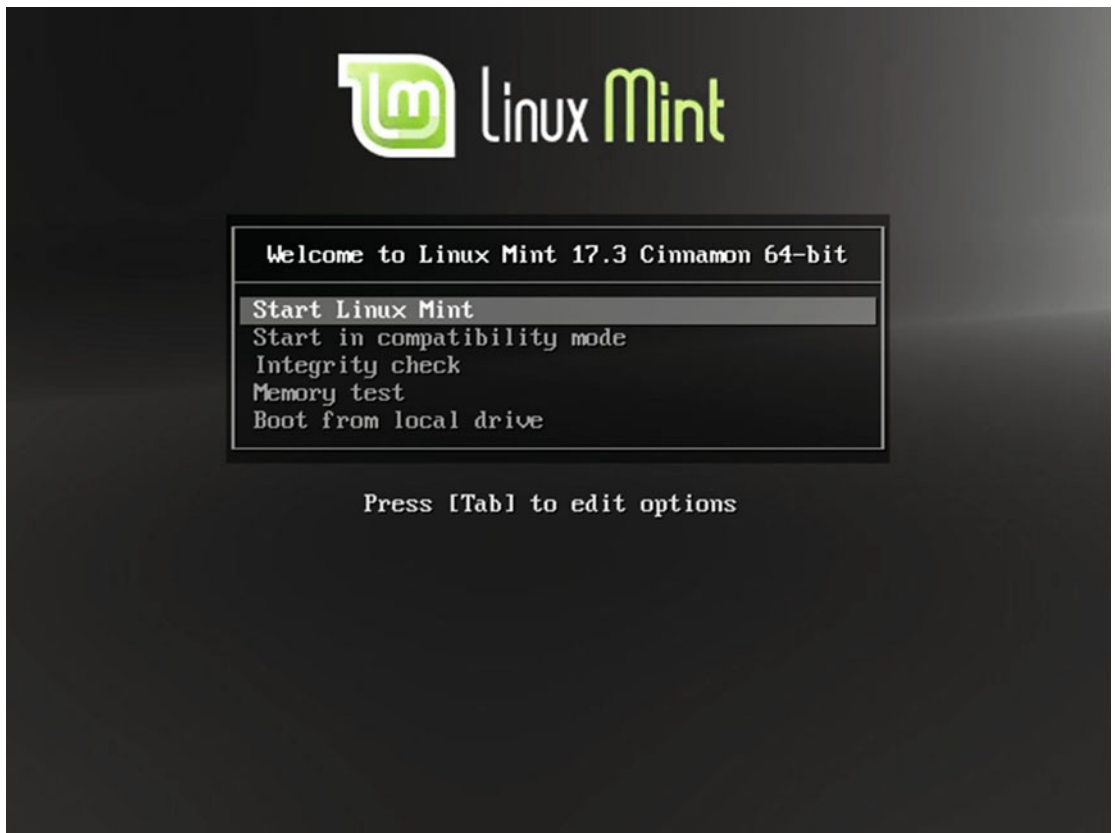 Lm Linux Mint
Welcome to Linux Mint 17.3 Cinnamon 64-bit
Start Linux Mint
Start in compatibility mode
Integrity check
Memory test
Boot from local drive
Press [Tab] to edit options